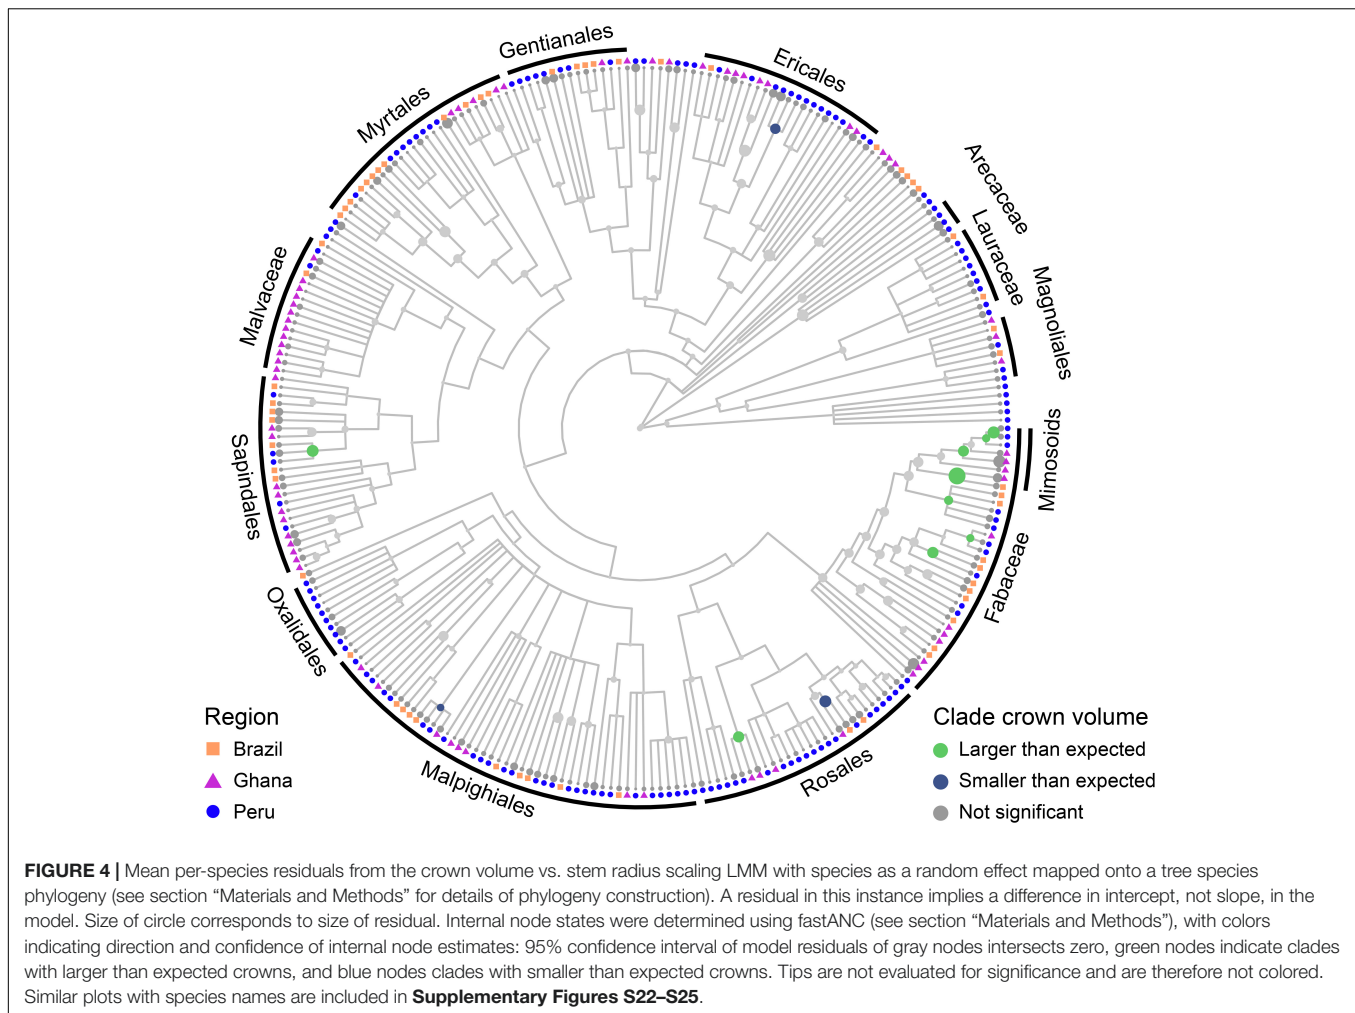 Gentianales
Ericales
Myrtales
Arecaceae
Lauraceae
Malvaceae
Magnoliales
Mimosoids
Sapindales
Fabaceae
Oxalidales
Malpighiales
Rosales
Region
Brazil
Ghana
Peru
Clade crown volume
Larger than expected
Smaller than expected
Not significant
FIGURE 4 | Mean per-species residuals from the crown volume vs. stem radius scaling LMM with species as a random effect mapped onto a tree species
phylogeny (see section “Materials and Methods” for details of phylogeny construction). A residual in this instance implies a difference in intercept, not slope, in the
model. Size of circle corresponds to size of residual. Internal node states were determined using fastANC (see section “Materials and Methods”), with colors
indicating direction and confidence of internal node estimates: 95% confidence interval of model residuals of gray nodes intersects zero, green nodes indicate clades
with larger than expected crowns, and blue nodes clades with smaller than expected crowns. Tips are not evaluated for significance and are therefore not colored.
Similar plots with species names are included in Supplementary Figures S22–S25.